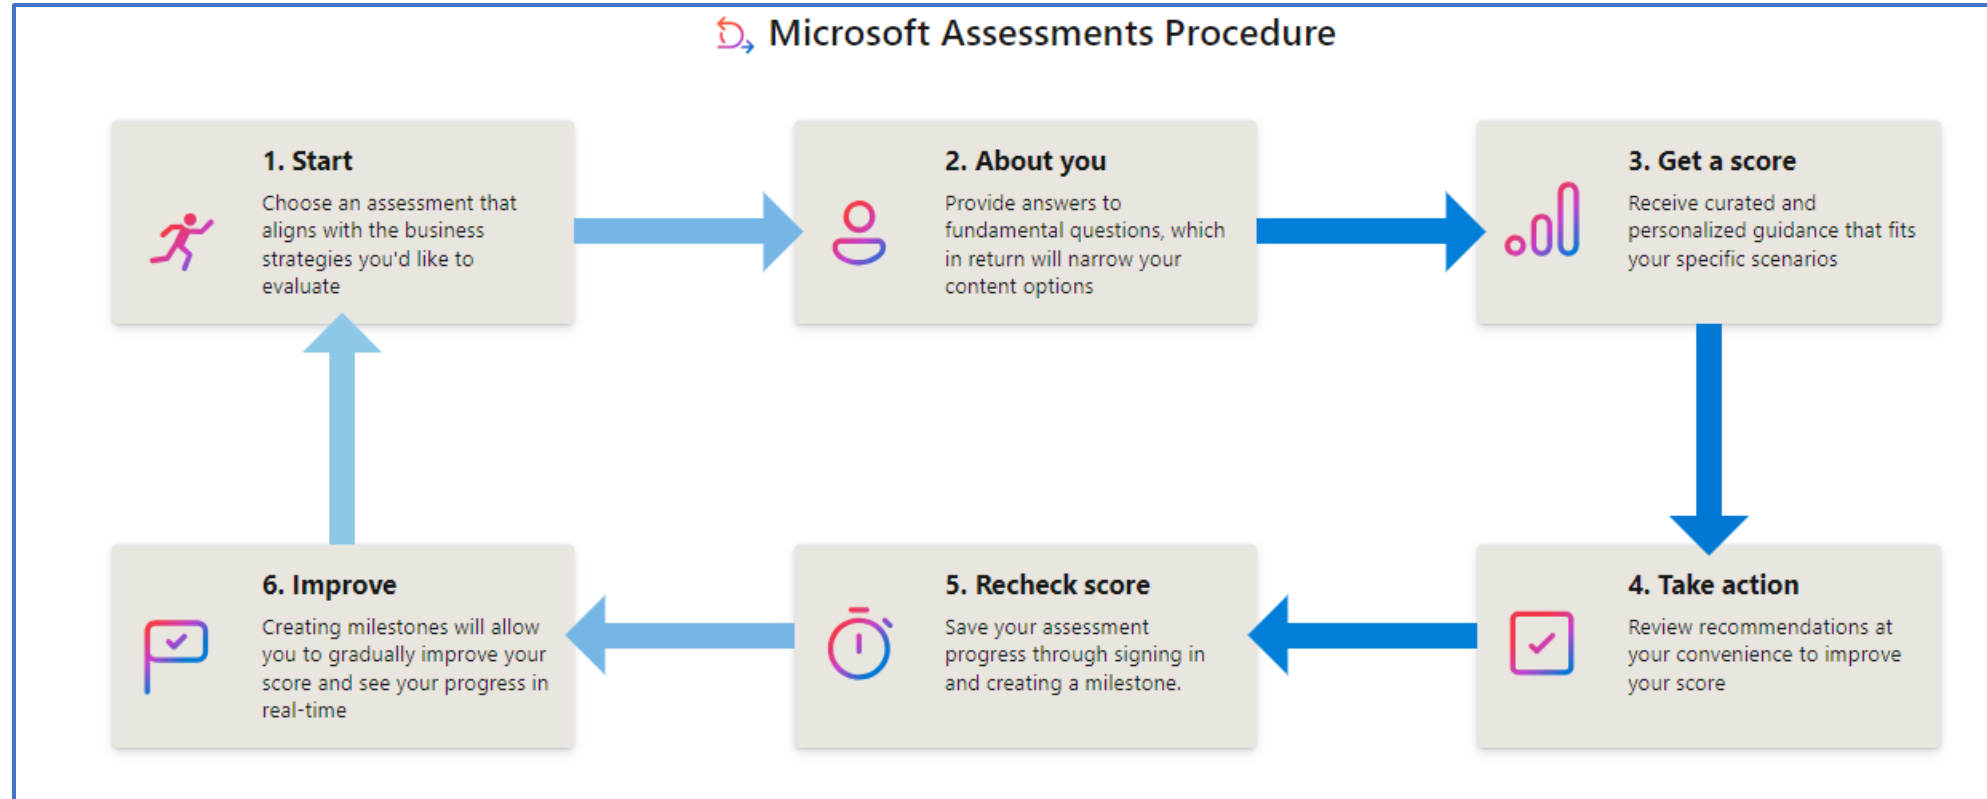 Microsoft Assessments Procedure
1. Start
Choose an assessment that
aligns with the business
strategies you'd like to
evaluate
2. About you
Provide answers to
fundamental questions, which
in return will narrow your
content options
3. Get a score
Receive curated and
personalized guidance that fits
your specific scenarios
4. Take action
Review recommendations at
your convenience to improve
your score
5. Recheck score
Save your assessment
progress through signing in
and creating a milestone.
6. Improve
Creating milestones will allow
you to gradually improve your
score and see your progress in
real-time